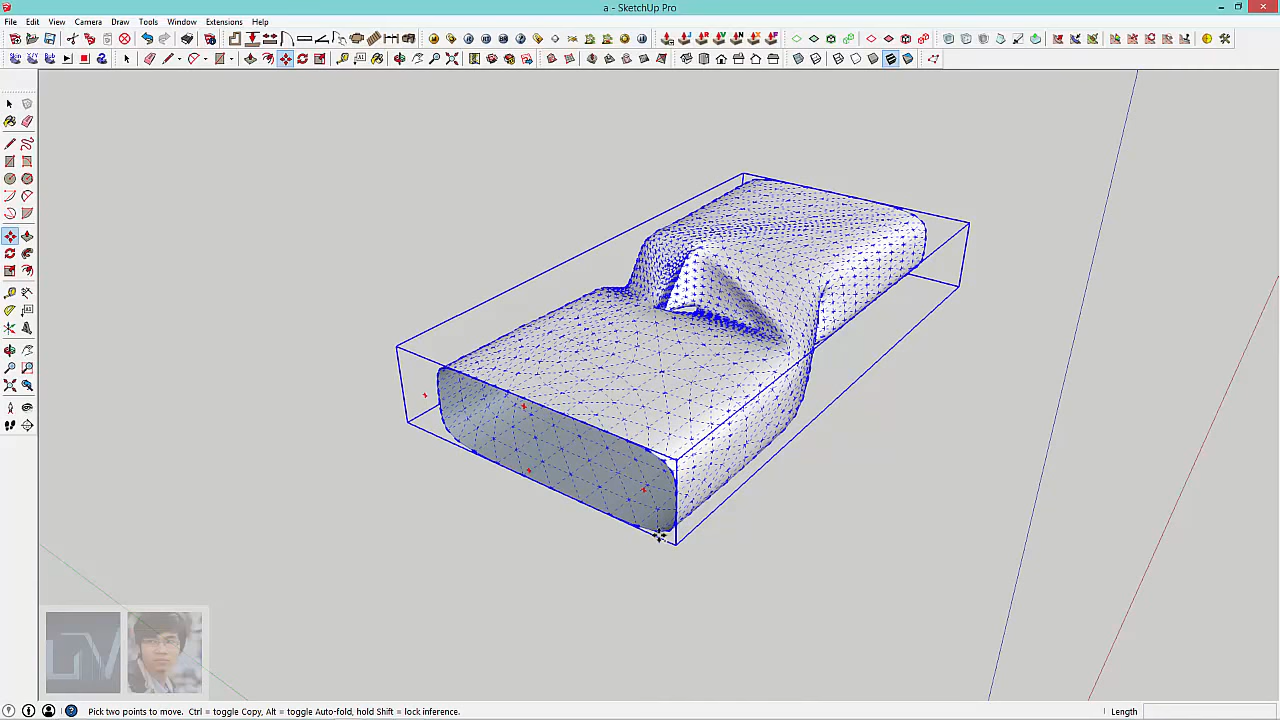 a - SketchUp Pro
File Edit View Camera Draw Tools Window Extensions Help
Pick two points to move. Ctrl = toggle Copy, Alt = toggle Auto-fold, hold Shift = lock inference.
Length